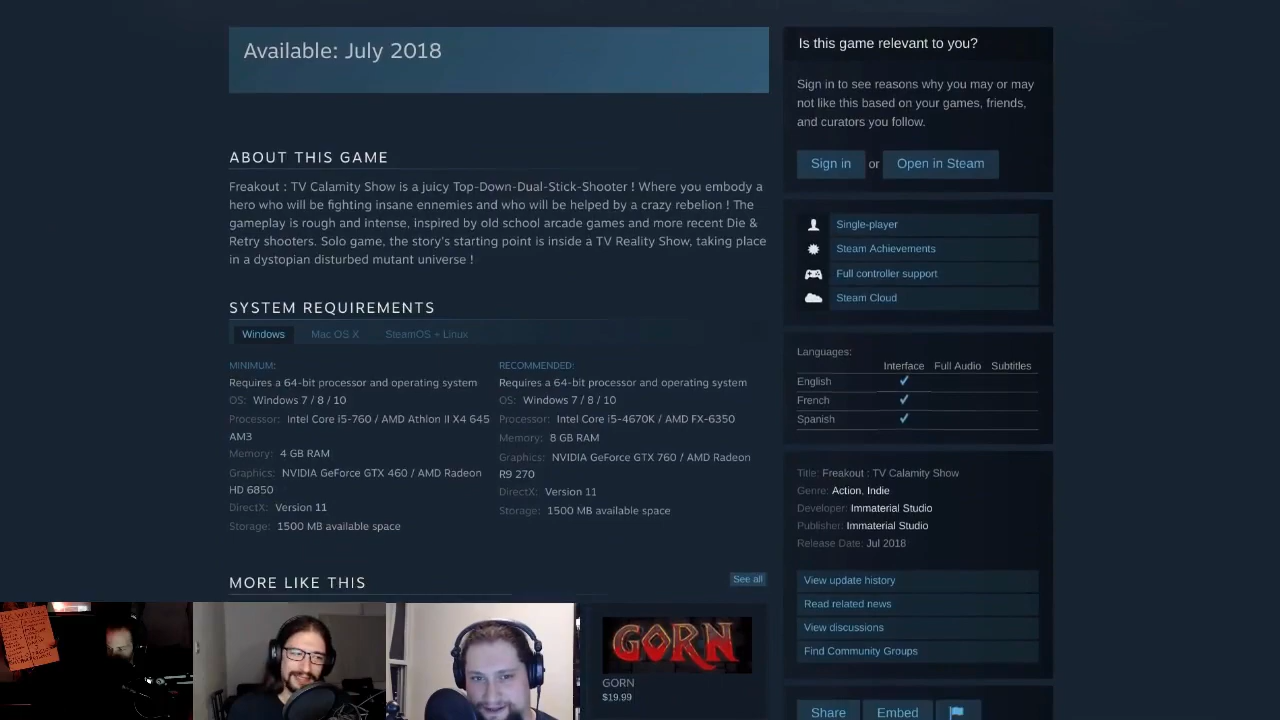 Available: July 2018
ABOUT THIS GAME
Freakout : TV Calamity Show is a juicy Top-Down-Dual-Stick-Shooter ! Where you embody a
hero who will be fighting insane ennemies and who will be helped by a crazy rebelion ! The
gameplay is rough and intense, inspired by old school arcade games and more recent Die &
Retry shooters. Solo game, the story's starting point is inside a TV Reality Show, taking place
in a dystopian disturbed mutant universe !
SYSTEM REQUIREMENTS
Windows Mac OS X SteamOS + Linux
MINIMUM:
Requires a 64-bit processor and operating system
OS: Windows 7 / 8 / 10
Processor: Intel Core i5-760 / AMD Athlon II X4 645
AM3
Memory: 4 GB RAM
Graphics: NVIDIA GeForce GTX 460 / AMD Radeon
HD 6850
DirectX: Version 11
Storage: 1500 MB available space
RECOMMENDED:
Requires a 64-bit processor and operating system
OS: Windows 7 / 8 / 10
Processor: Intel Core i5-4670K / AMD FX-6350
Memory: 8 GB RAM
Graphics: NVIDIA GeForce GTX 760 / AMD Radeon
R9 270
DirectX: Version 11
Storage: 1500 MB available space
MORE LIKE THIS
See all
GORN
GORN
$19.99
Is this game relevant to you?
Sign in to see reasons why you may or may
not like this based on your games, friends,
and curators you follow.
Sign in or Open in Steam
Single-player
Steam Achievements
Full controller support
Steam Cloud
Languages:
Interface Full Audio Subtitles
English ✔
French ✔
Spanish ✔
Title: Freakout : TV Calamity Show
Genre: Action, Indie
Developer: Immaterial Studio
Publisher: Immaterial Studio
Release Date: Jul 2018
View update history
Read related news
View discussions
Find Community Groups
Share Embed